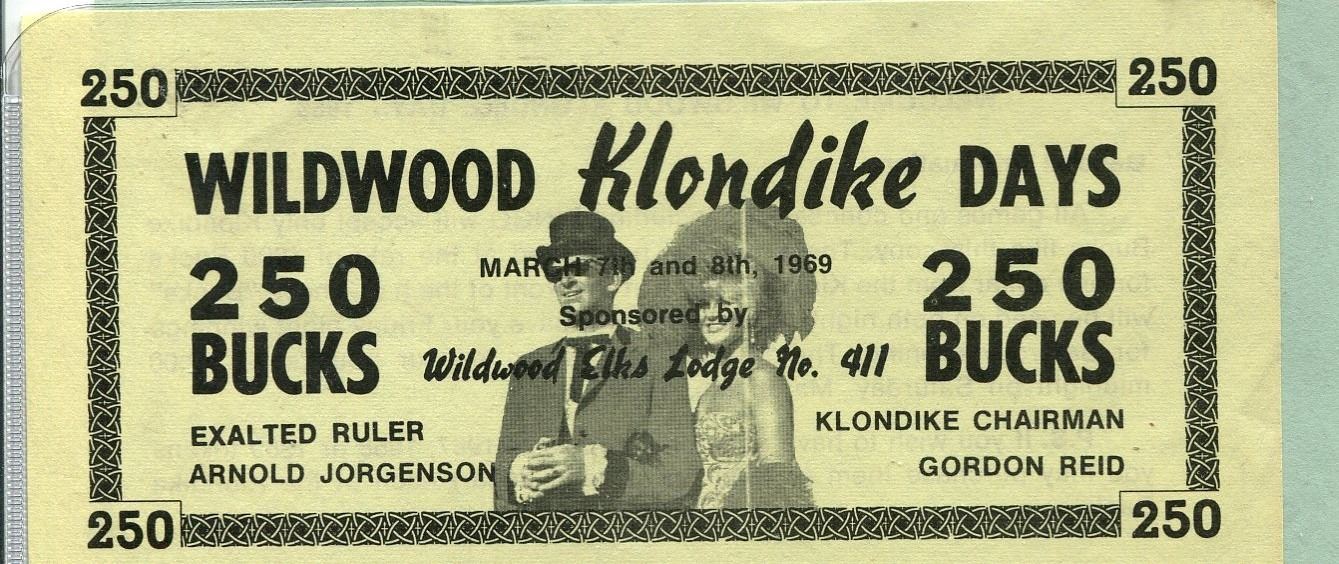 250 250
WILDWOOD Klondike DAYS
MARCH 7th and 8th, 1969
250 250
Sponsored by
BUCKS BUCKS
Wildwood Elks Lodge No. 411
EXALTED RULER KLONDIKE CHAIRMAN
ARNOLD JORGENSON GORDON REID
250 250